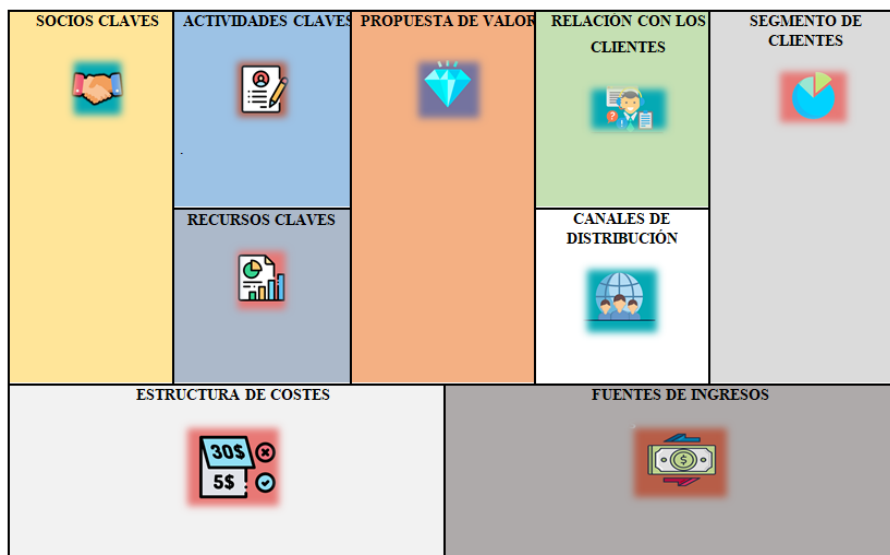 SOCIOS CLAVES
ACTIVIDADES CLAVES
PROPUESTA DE VALOR
RELACIÓN CON LOS
CLIENTES
SEGMENTO DE
CLIENTES
RECURSOS CLAVES
CANALES DE
DISTRIBUCIÓN
ESTRUCTURA DE COSTES
30$
5$
FUENTES DE INGRESOS